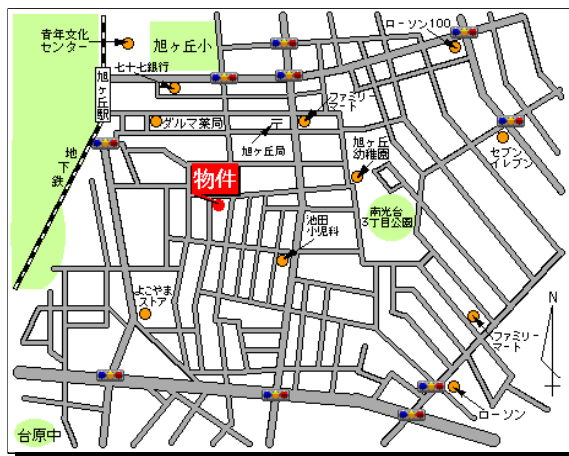 青年文化
センター
旭ヶ丘小
ローソン100
七十七銀行
旭ヶ丘駅
ダルマ薬局
ファミリー
マート
旭ヶ丘局
旭ヶ丘
幼稚園
セブン
イレブン
地下鉄
物件
南光台
3丁目公園
池田
小児科
よこやま
ストア
N
ファミリー
マート
ローソン
台原中